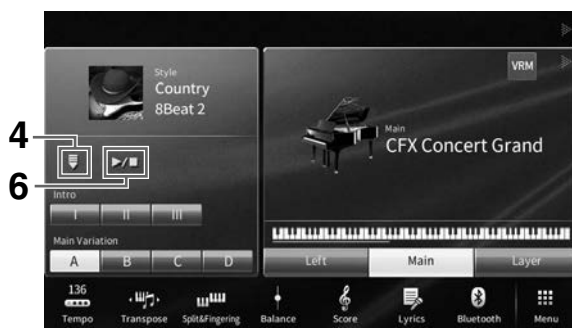 Style
Country
8Beat 2
VRM
Main
CFX Concert Grand
4
6
Intro
I II III
Main Variation
A B C D
Left Main Layer
136
Tempo Transpose Split&Fingering Balance Score Lyrics Bluetooth Menu